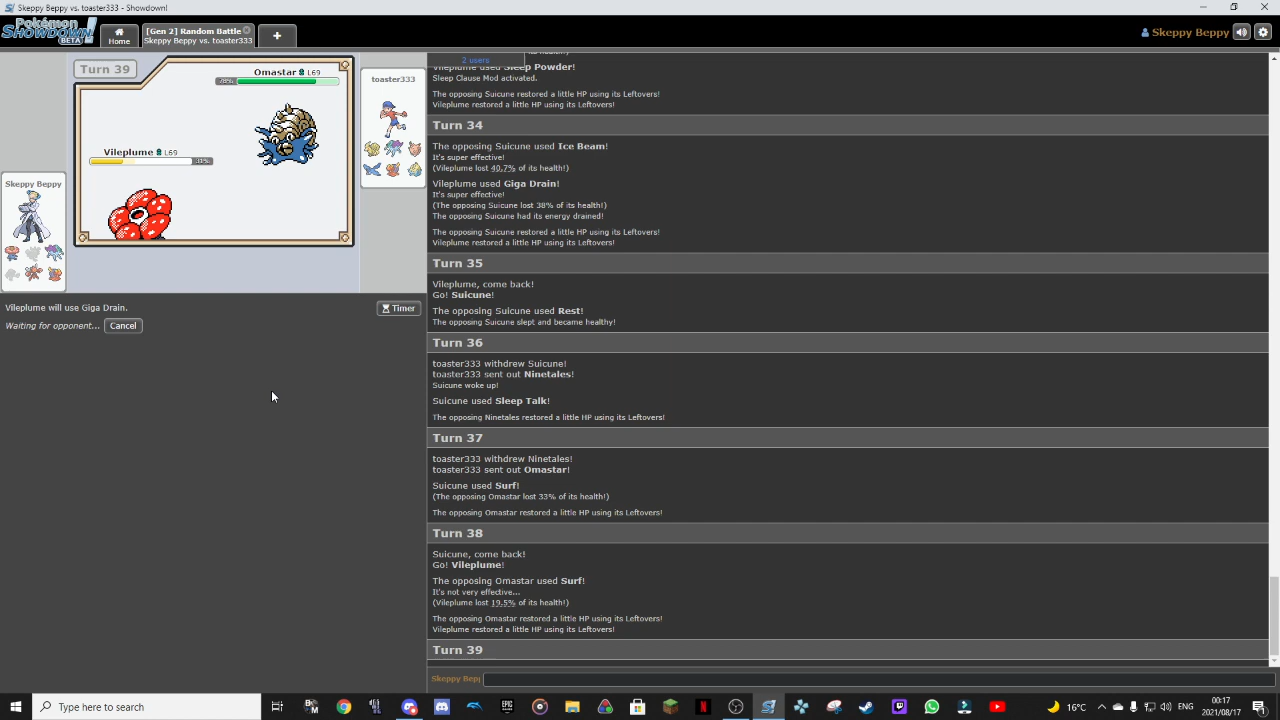 Skeppy Beppy vs. toaster333 - Showdown!
Pokémon
SHOWDOWN!
BETA
Home
[Gen 2] Random Battle
Skeppy Beppy vs. toaster333
Skeppy Beppy
Turn 39
Omastar L69
78%
Vileplume L69
31%
toaster333
Skeppy Beppy
Vileplume will use Giga Drain.
Timer
Waiting for opponent... Cancel
2 users
Vileplume used Sleep Powder!
Sleep Clause Mod activated.
The opposing Suicune restored a little HP using its Leftovers!
Vileplume restored a little HP using its Leftovers!
Turn 34
The opposing Suicune used Ice Beam!
It's super effective!
(Vileplume lost 40.7% of its health!)
Vileplume used Giga Drain!
It's super effective!
(The opposing Suicune lost 38% of its health!)
The opposing Suicune had its energy drained!
The opposing Suicune restored a little HP using its Leftovers!
Vileplume restored a little HP using its Leftovers!
Turn 35
Vileplume, come back!
Go! Suicune!
The opposing Suicune used Rest!
The opposing Suicune slept and became healthy!
Turn 36
toaster333 withdrew Suicune!
toaster333 sent out Ninetales!
Suicune woke up!
Suicune used Sleep Talk!
The opposing Ninetales restored a little HP using its Leftovers!
Turn 37
toaster333 withdrew Ninetales!
toaster333 sent out Omastar!
Suicune used Surf!
(The opposing Omastar lost 33% of its health!)
The opposing Omastar restored a little HP using its Leftovers!
Turn 38
Suicune, come back!
Go! Vileplume!
The opposing Omastar used Surf!
It's not very effective...
(Vileplume lost 19.5% of its health!)
The opposing Omastar restored a little HP using its Leftovers!
Vileplume restored a little HP using its Leftovers!
Turn 39
Skeppy Bepp
Type here to search
16°C
ENG
00:17
2021/08/17